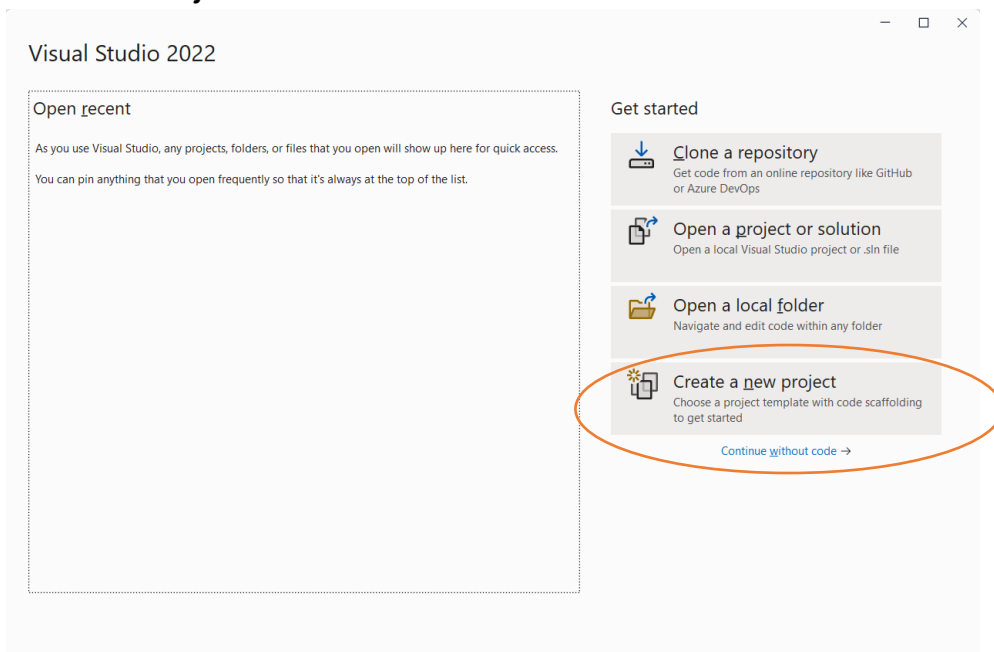 Visual Studio 2022
Open recent
As you use Visual Studio, any projects, folders, or files that you open will show up here for quick access.
You can pin anything that you open frequently so that it's always at the top of the list.
Get started
Clone a repository
Get code from an online repository like GitHub
or Azure DevOps
Open a project or solution
Open a local Visual Studio project or .sln file
Open a local folder
Navigate and edit code within any folder
Create a new project
Choose a project template with code scaffolding
to get started
Continue without code →